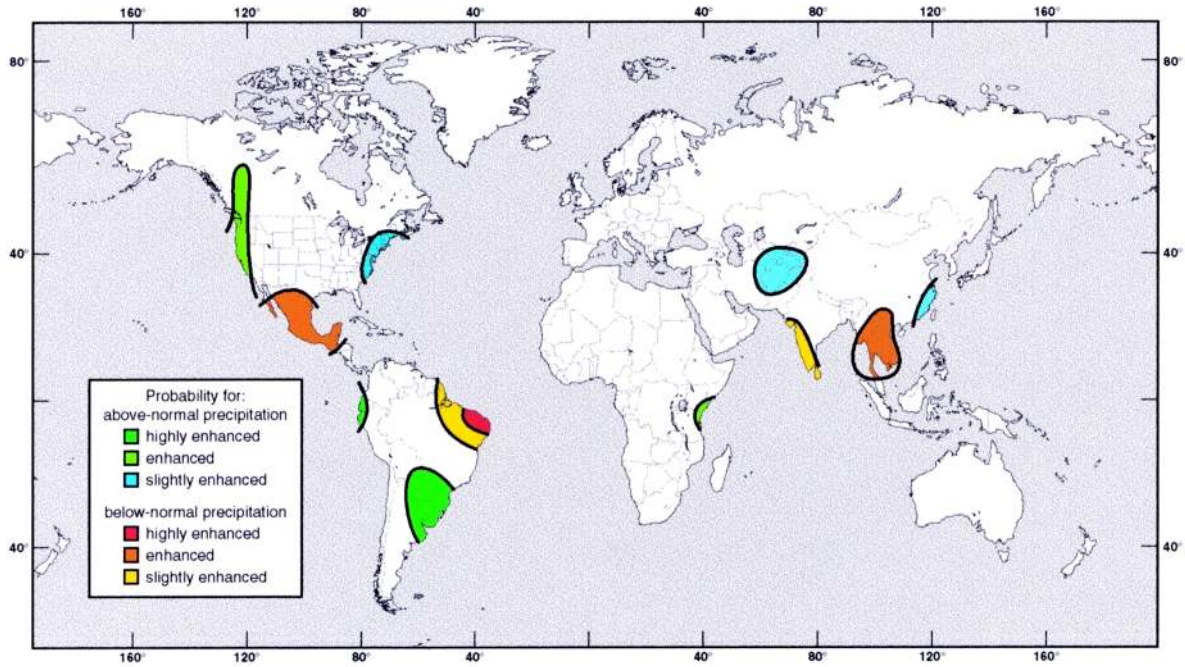 160° 120° 80° 40° 40° 80° 120° 160°
80° 80°
40° 40°
Probability for:
above-normal precipitation
highly enhanced
enhanced
slightly enhanced
below-normal precipitation
highly enhanced
enhanced
slightly enhanced
40° 40°
160° 120° 80° 40° 40° 80° 120° 160°